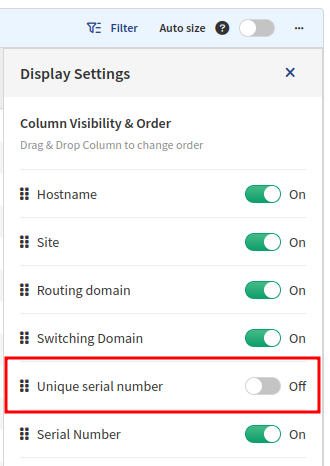 Filter Auto size ? ...
Display Settings ×
Column Visibility & Order
Drag & Drop Column to change order
Hostname On
Site On
Routing domain On
Switching Domain On
Unique serial number Off
Serial Number On